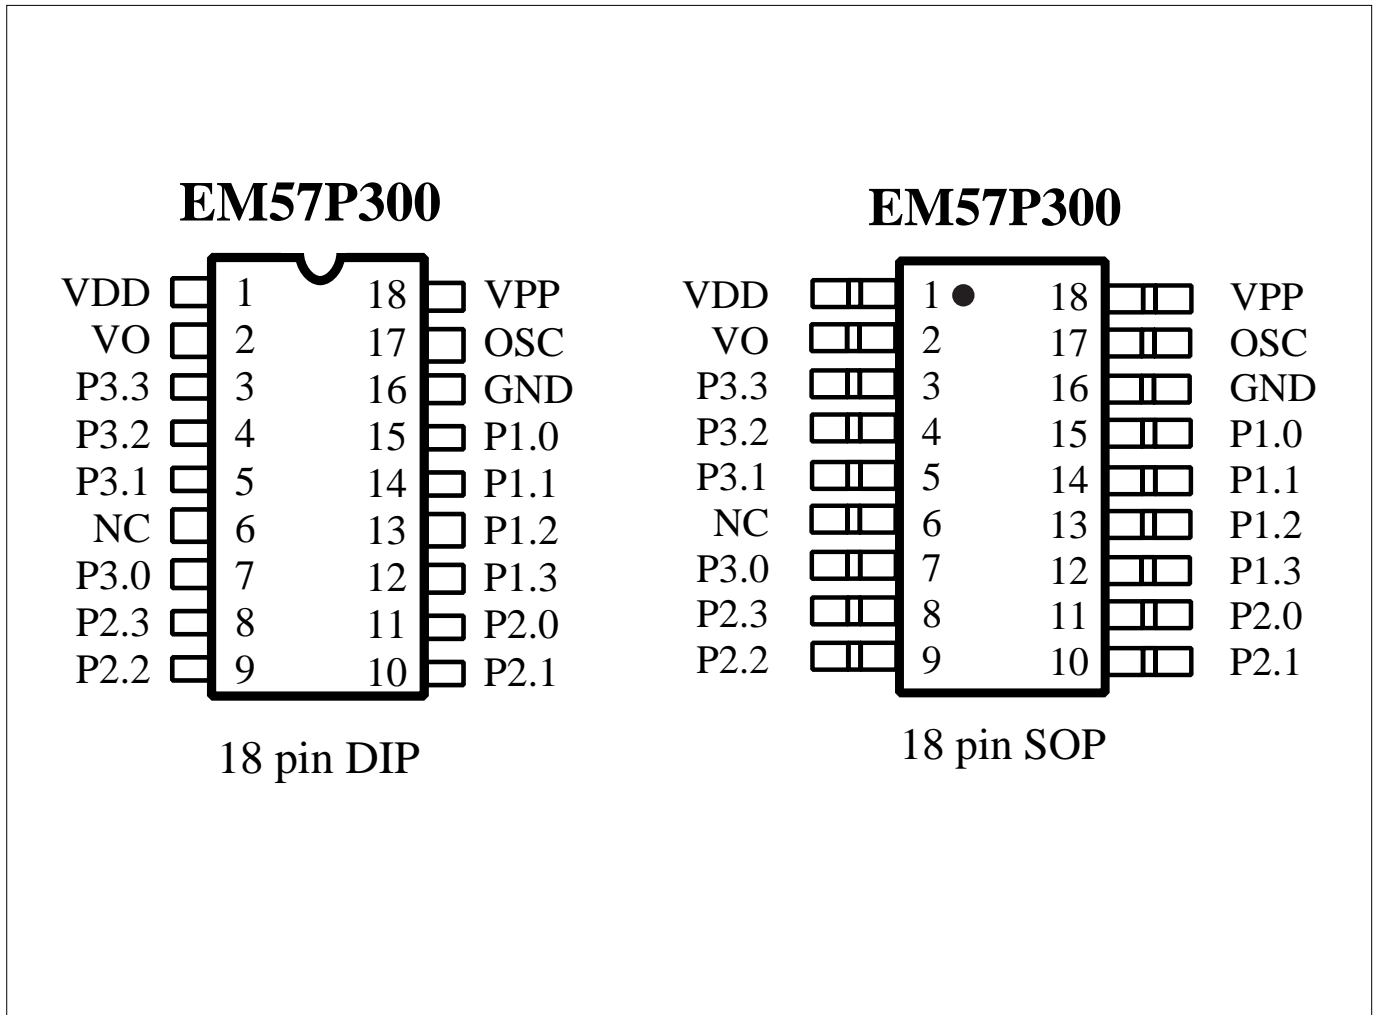 EM57P300
VDD 1 18 VPP
VO 2 17 OSC
P3.3 3 16 GND
P3.2 4 15 P1.0
P3.1 5 14 P1.1
NC 6 13 P1.2
P3.0 7 12 P1.3
P2.3 8 11 P2.0
P2.2 9 10 P2.1
18 pin DIP
EM57P300
VDD 1 18 VPP
VO 2 17 OSC
P3.3 3 16 GND
P3.2 4 15 P1.0
P3.1 5 14 P1.1
NC 6 13 P1.2
P3.0 7 12 P1.3
P2.3 8 11 P2.0
P2.2 9 10 P2.1
18 pin SOP